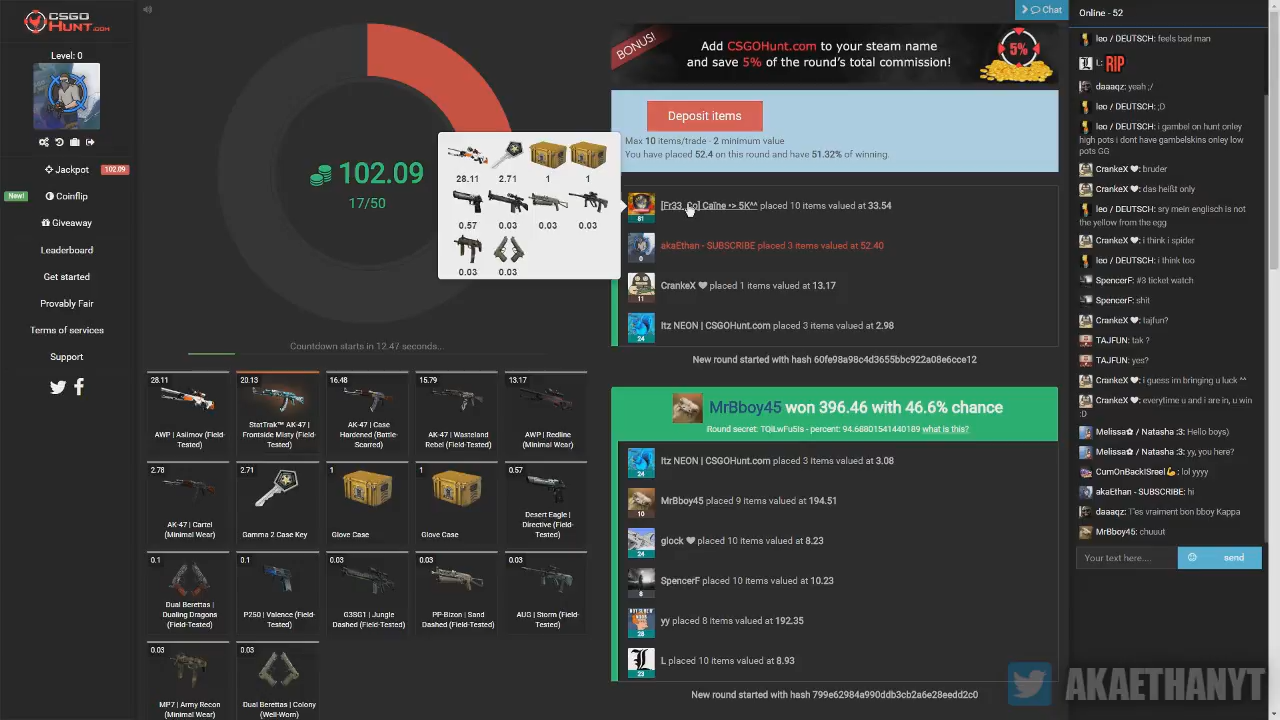 CSGO
HUNT.COM
Level: 0
Jackpot
102.09
New!
Coinflip
Giveaway
Leaderboard
Get started
Provably Fair
Terms of services
Support
102.09
17/50
Countdown starts in 12.47 seconds...
28.11
2.71
1
1
0.57
0.03
0.03
0.03
0.03
0.03
28.11
AWP | Asiimov (Field-
Tested)
20.13
StatTrak™ AK-47 |
Frontside Misty (Field-
Tested)
16.48
AK-47 | Case
Hardened (Battle-
Scarred)
15.79
AK-47 | Wasteland
Rebel (Field-Tested)
13.17
AWP | Redline
(Minimal Wear)
2.78
AK-47 | Cartel
(Minimal Wear)
2.71
Gamma 2 Case Key
1
Glove Case
1
Glove Case
0.57
Desert Eagle |
Directive (Field-
Tested)
0.1
Dual Berettas |
Dualing Dragons
(Field-Tested)
0.1
P250 | Valence (Field-
Tested)
0.03
G3SG1 | Jungle
Dashed (Field-Tested)
0.03
PP-Bizon | Sand
Dashed (Field-Tested)
0.03
AUG | Storm (Field-
Tested)
0.03
MP7 | Army Recon
(Minimal Wear)
0.03
Dual Berettas |
Colony (Well-Worn)
Chat
BONUS!
Add CSGOHunt.com to your steam name
and save 5% of the round's total commission!
5%
Deposit items
Max 10 items/trade - 2 minimum value
You have placed 52.4 on this round and have 51.32% of winning.
81
[Fr33_Co] Caïne •> 5K^^ placed 10 items valued at 33.54
0
akaEthan - SUBSCRIBE placed 3 items valued at 52.40
11
CrankeX ❤ placed 1 items valued at 13.17
24
Itz NEON | CSGOHunt.com placed 3 items valued at 2.98
New round started with hash 60fe98a98c4d3655bbc922a08e6cce12
MrBboy45 won 396.46 with 46.6% chance
Round secret: TQiLwFu5Is - percent: 94.68801541440189 what is this?
24
Itz NEON | CSGOHunt.com placed 3 items valued at 3.08
10
MrBboy45 placed 9 items valued at 194.51
24
glock ❤ placed 10 items valued at 8.23
8
SpencerF placed 10 items valued at 10.23
28
yy placed 8 items valued at 192.35
23
L placed 10 items valued at 8.93
New round started with hash 799e62984a990ddb3cb2a6e28eedd2c0
Online - 52
leo / DEUTSCH: feels bad man
L: RIP
daaaqz: yeah ;/
leo / DEUTSCH: ;D
leo / DEUTSCH: i gambel on hunt onley
high pots i dont have gambelskins onley low
pots GG
CrankeX ❤: bruder
CrankeX ❤: das heißt only
CrankeX ❤: sry mein englisch is not
the yellow from the egg
CrankeX ❤: i think i spider
leo / DEUTSCH: i think too
SpencerF: #3 ticket watch
SpencerF: shit
CrankeX ❤: tajfun?
TAJFUN: tak ?
TAJFUN: yes?
CrankeX ❤: i guess im bringing u luck ^^
CrankeX ❤: everytime u and i are in, u win
:D
Melissa✿ / Natasha :3: Hello boys)
Melissa✿ / Natasha :3: yy, you here?
CumOnBackISreel💪: lol yyyy
akaEthan - SUBSCRIBE: hi
daaaqz: T'es vraiment bon bboy Kappa
MrBboy45: chuuut
Your text here....
send
AKAETHANYT